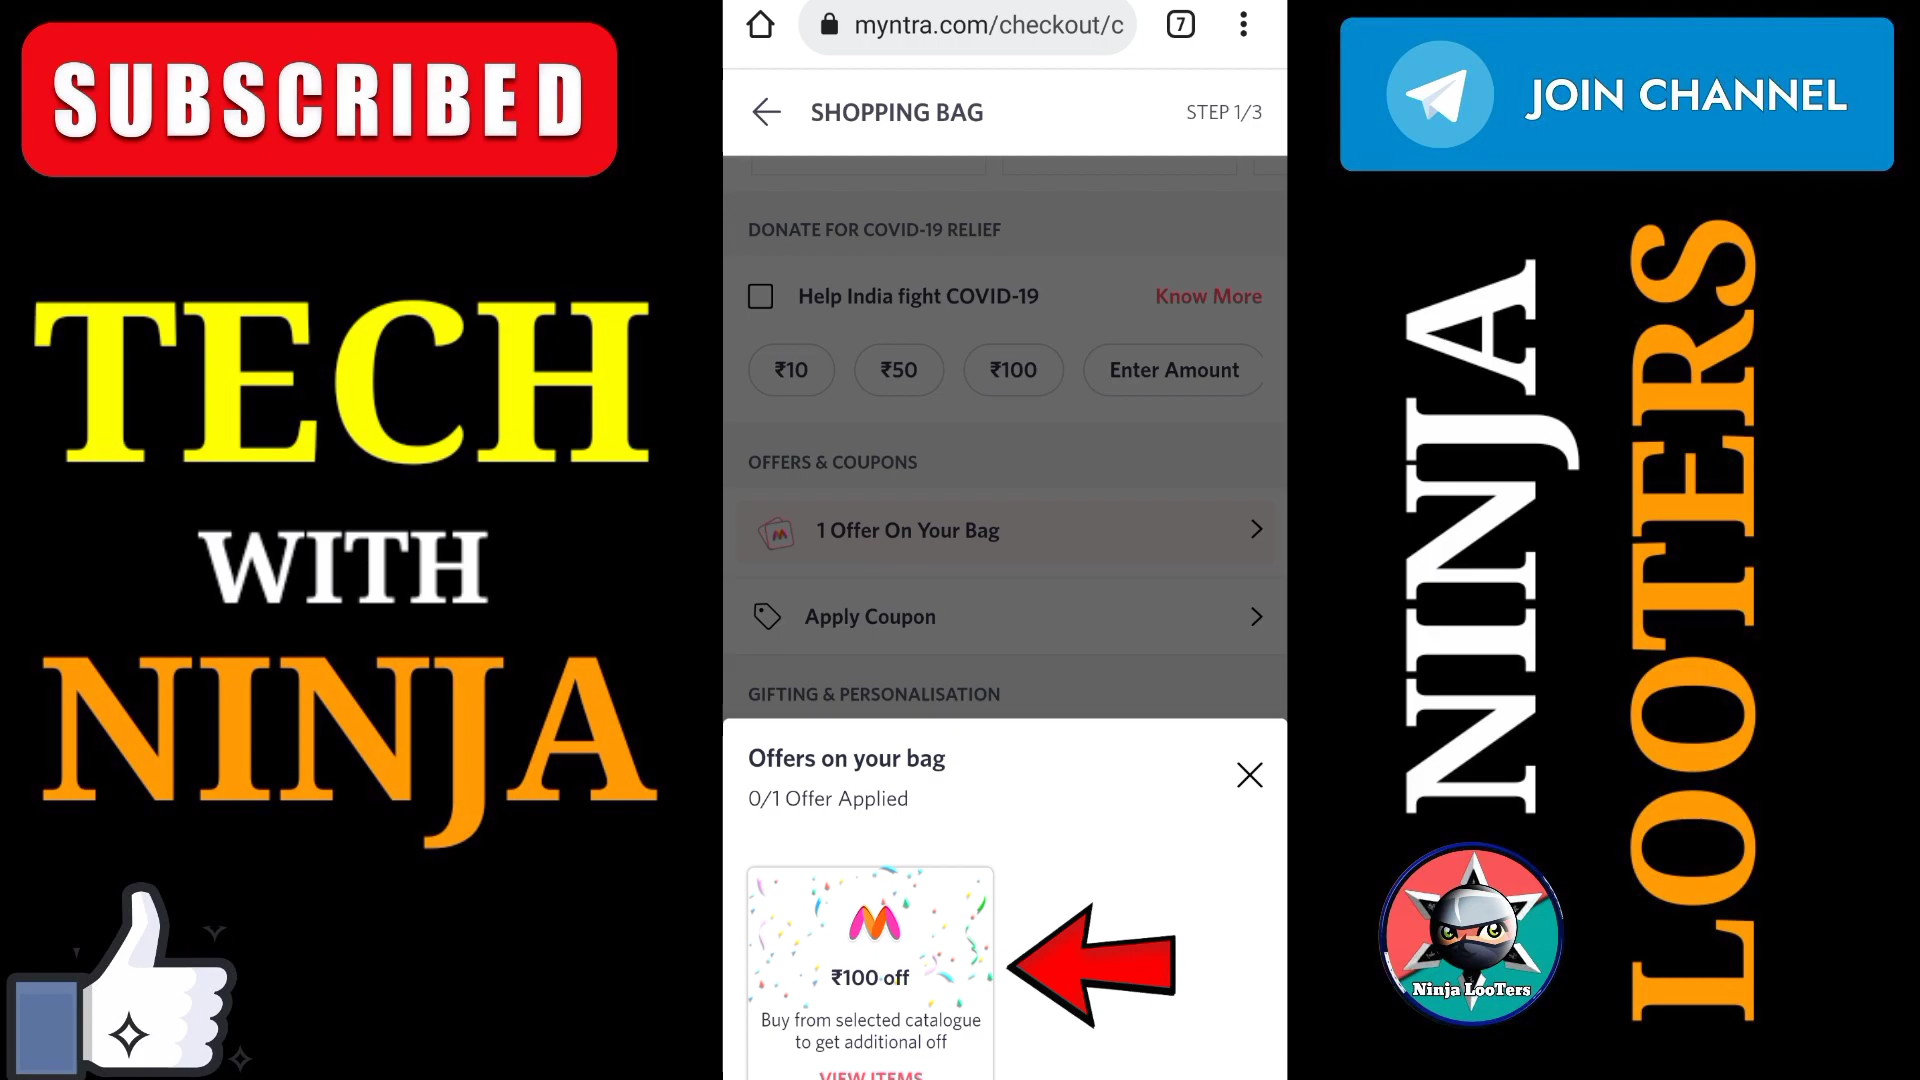 SUBSCRIBED
TECH
WITH
NINJA
myntra.com/checkout/c
7
SHOPPING BAG
STEP 1/3
DONATE FOR COVID-19 RELIEF
Help India fight COVID-19
Know More
₹10
₹50
₹100
Enter Amount
OFFERS & COUPONS
1 Offer On Your Bag
Apply Coupon
GIFTING & PERSONALISATION
Offers on your bag
0/1 Offer Applied
₹100 off
Buy from selected catalogue
to get additional off
VIEW ITEMS
JOIN CHANNEL
NINJA
LOOTERS
Ninja LooTers